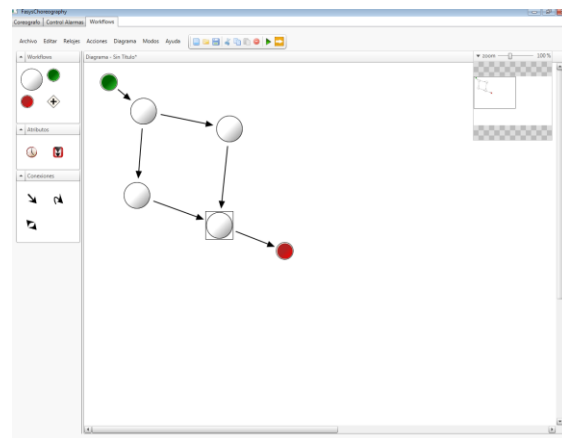 FasysChoreography
Coreografo Control Alarmas Workflows
Archivo Editar Relojes Acciones Diagrama Modos Ayuda
Workflows
Diagrama - Sin Titulo*
zoom 100%
Atributos
Conexiones